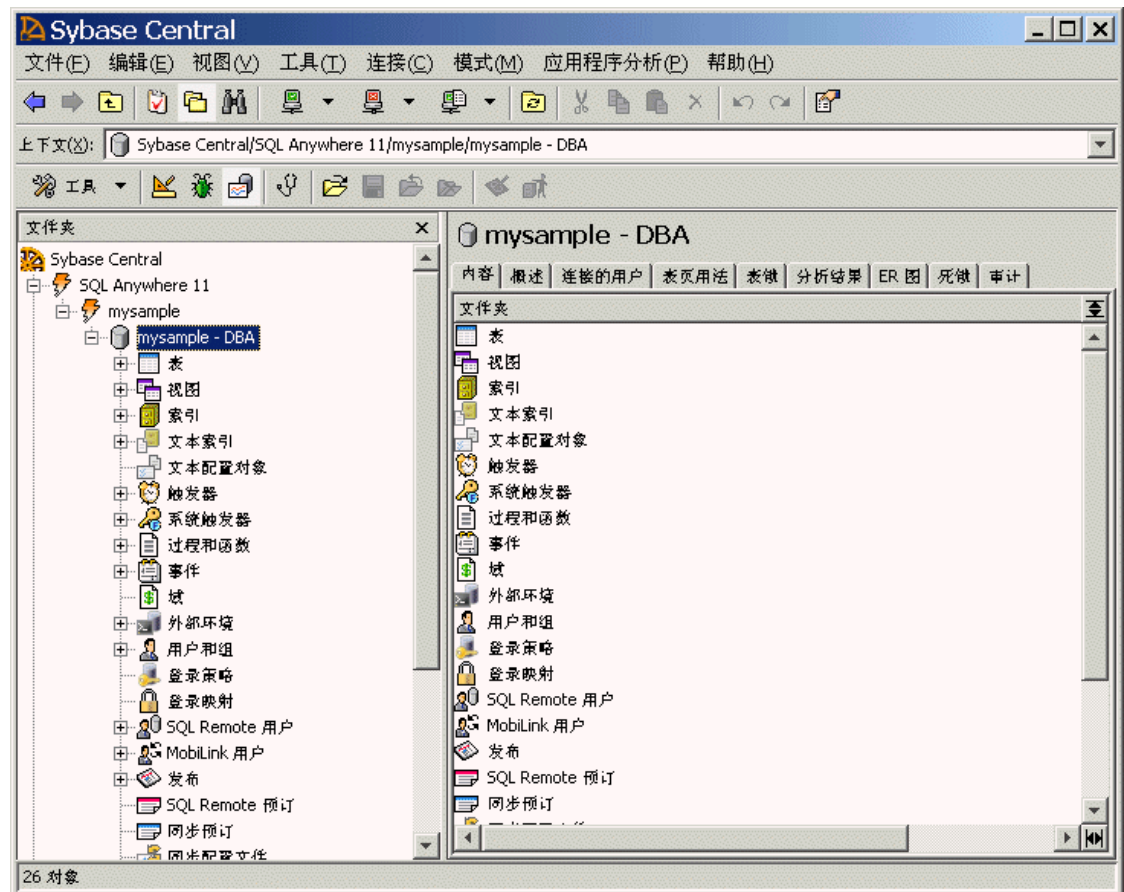 Sybase Central
文件(F) 编辑(E) 视图(V) 工具(T) 连接(C) 模式(M) 应用程序分析(P) 帮助(H)
上下文(X): Sybase Central/SQL Anywhere 11/mysample/mysample - DBA
工具
文件夹
Sybase Central
SQL Anywhere 11
mysample
mysample - DBA
表
视图
索引
文本索引
文本配置对象
触发器
系统触发器
过程和函数
事件
域
外部环境
用户和组
登录策略
登录映射
SQL Remote 用户
MobiLink 用户
发布
SQL Remote 预订
同步预订
同步配置文件
mysample - DBA
内容 概述 连接的用户 表页用法 表锁 分析结果 ER 图 死锁 审计
文件夹
表
视图
索引
文本索引
文本配置对象
触发器
系统触发器
过程和函数
事件
域
外部环境
用户和组
登录策略
登录映射
SQL Remote 用户
MobiLink 用户
发布
SQL Remote 预订
同步预订
26 对象